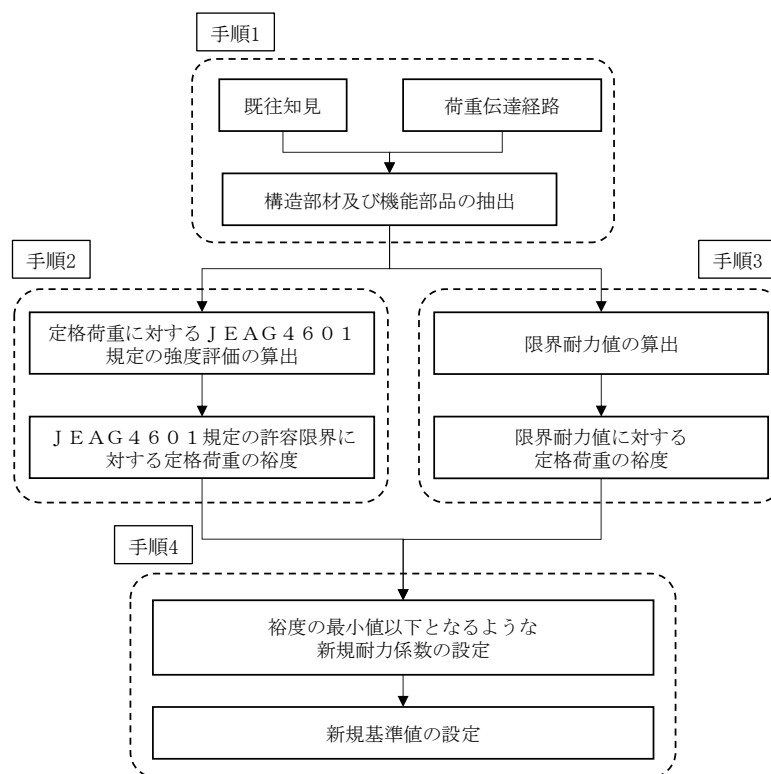 手順1
既往知見
荷重伝達経路
構造部材及び機能部品の抽出
手順2
定格荷重に対するJEAG4601
規定の強度評価の算出
JEAG4601規定の許容限界に
対する定格荷重の裕度
手順3
限界耐力値の算出
限界耐力値に対する
定格荷重の裕度
手順4
裕度の最小値以下となるような
新規耐力係数の設定
新規基準値の設定